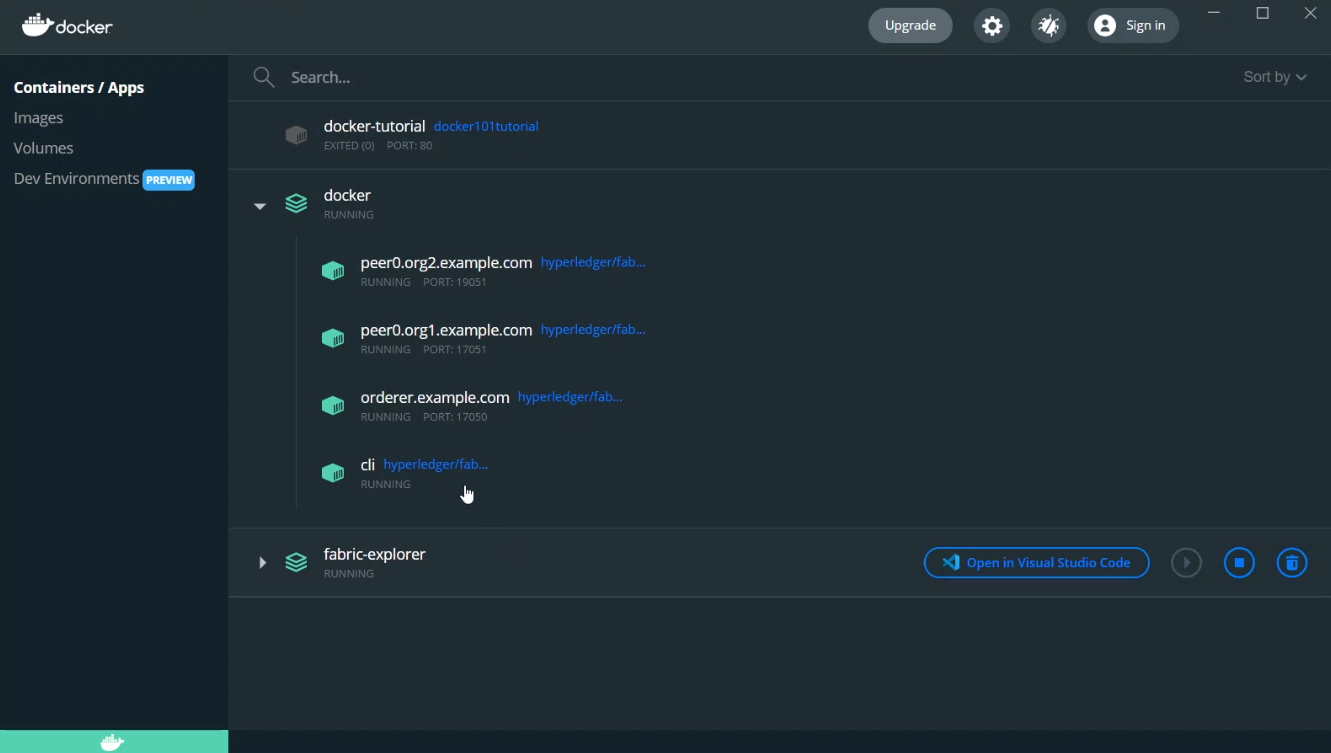 docker
Upgrade
Sign in
Containers / Apps
Images
Volumes
Dev Environments PREVIEW
Search...
Sort by
docker-tutorial docker101tutorial
EXITED (0) PORT: 80
docker
RUNNING
peer0.org2.example.com hyperledger/fab...
RUNNING PORT: 19051
peer0.org1.example.com hyperledger/fab...
RUNNING PORT: 17051
orderer.example.com hyperledger/fab...
RUNNING PORT: 17050
cli hyperledger/fab...
RUNNING
fabric-explorer
RUNNING
Open in Visual Studio Code